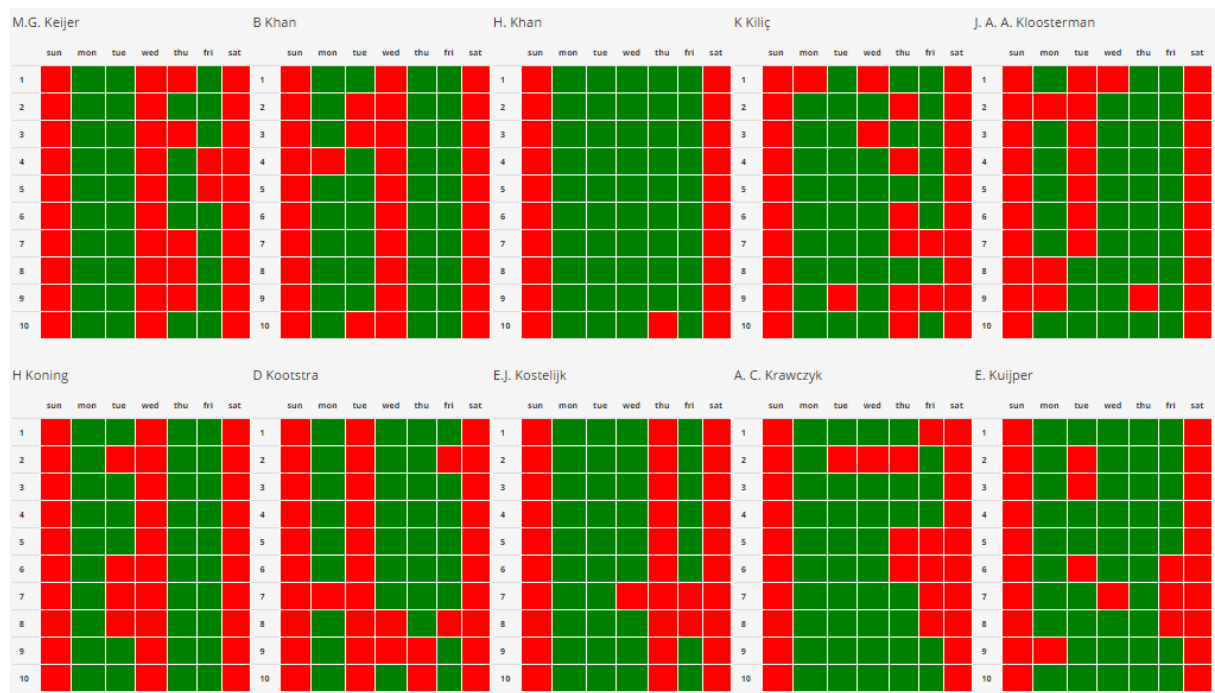 M.G. Keijer B Khan H. Khan K Kiliç J. A. A. Kloosterman
sun mon tue wed thu fri sat sun mon tue wed thu fri sat sun mon tue wed thu fri sat sun mon tue wed thu fri sat sun mon tue wed thu fri sat
1 1 1 1 1
2 2 2 2 2
3 3 3 3 3
4 4 4 4 4
5 5 5 5 5
6 6 6 6 6
7 7 7 7 7
8 8 8 8 8
9 9 9 9 9
10 10 10 10 10
H Koning D Kootstra E.J. Kostelijk A. C. Krawczyk E. Kuijper
sun mon tue wed thu fri sat sun mon tue wed thu fri sat sun mon tue wed thu fri sat sun mon tue wed thu fri sat sun mon tue wed thu fri sat
1 1 1 1 1
2 2 2 2 2
3 3 3 3 3
4 4 4 4 4
5 5 5 5 5
6 6 6 6 6
7 7 7 7 7
8 8 8 8 8
9 9 9 9 9
10 10 10 10 10